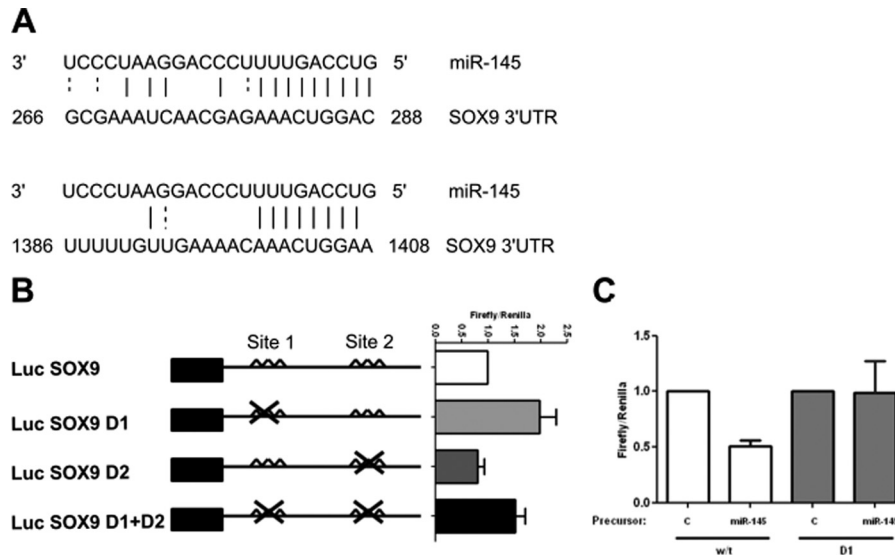 A
3' UCCCUAAGGACCCUUUUGACCUG 5' miR-145
266 GCGAAAUCAACGAGAAACUGGAC 288 SOX9 3'UTR
3' UCCCUAAGGACCCUUUUGACCUG 5' miR-145
1386 UUUUUGUUGAAAACAAACUGGAA 1408 SOX9 3'UTR
B
Firefly/Renilla
0.0 0.5 1.0 1.5 2.0 2.5
Site 1 Site 2
Luc SOX9
Luc SOX9 D1
Luc SOX9 D2
Luc SOX9 D1+D2
C
Firefly/Renilla
1.5
1.0
0.5
0.0
Precursor: C miR-145 C miR-145
w/t D1